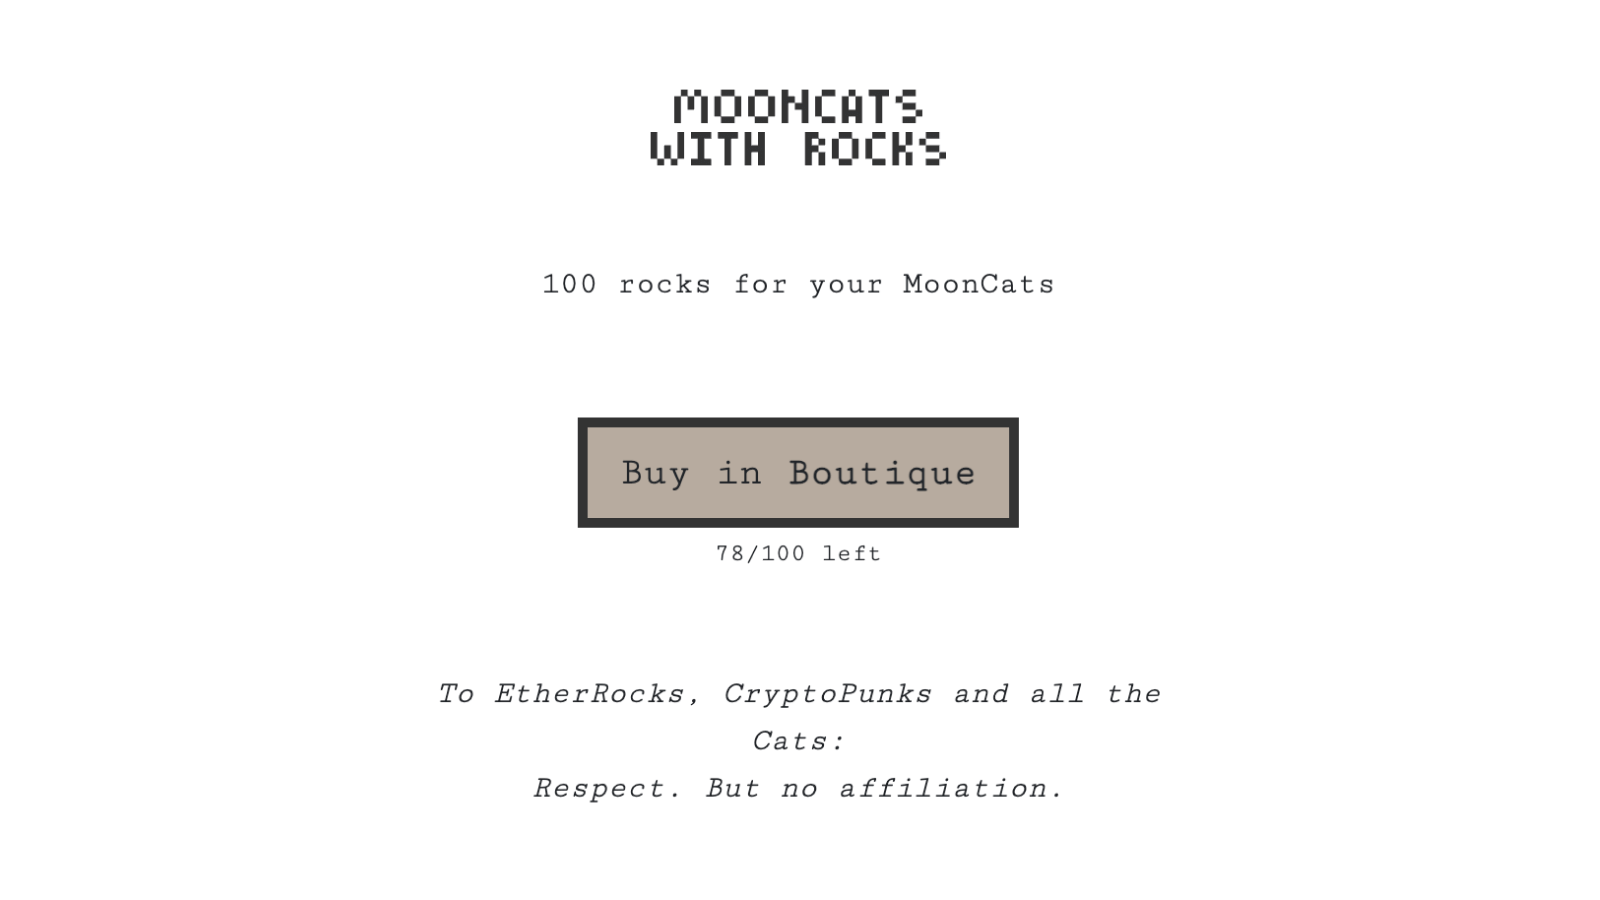 MOONCATS
WITH ROCKS
100 rocks for your MoonCats
Buy in Boutique
78/100 left
To EtherRocks, CryptoPunks and all the
Cats:
Respect. But no affiliation.